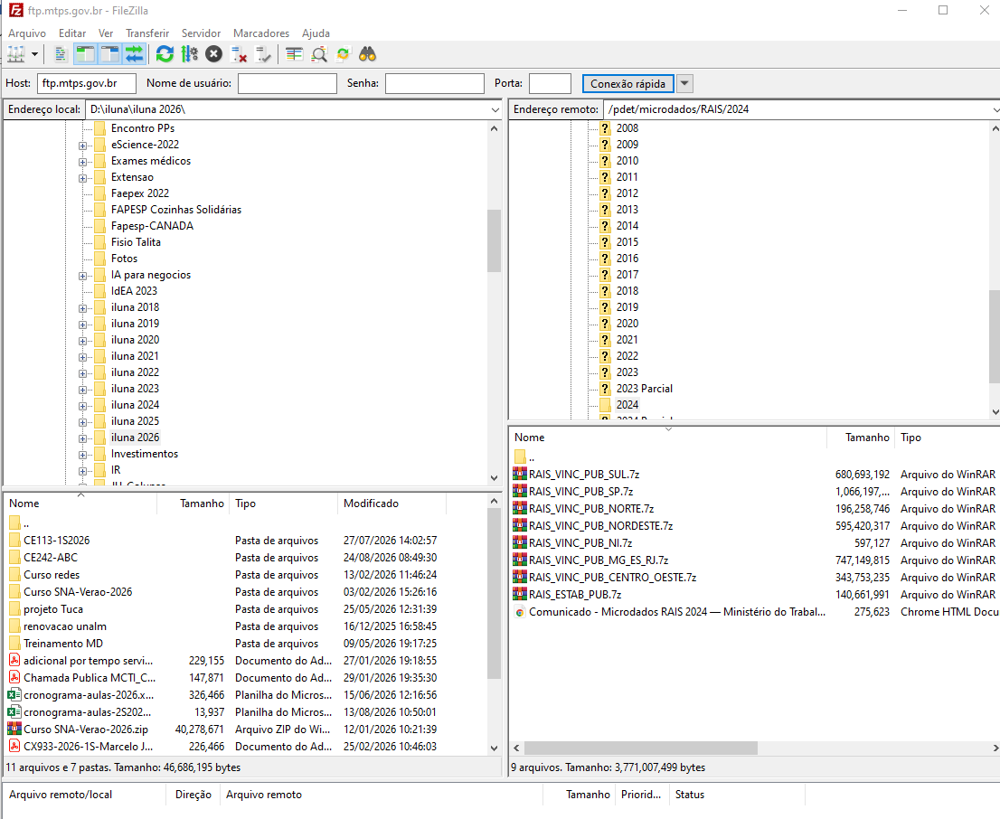 ftp.mtps.gov.br - FileZilla
Arquivo Editar Ver Transferir Servidor Marcadores Ajuda
Host: ftp.mtps.gov.br Nome de usuário: Senha: Porta: Conexão rápida
Endereço local: D:\iluna\iluna 2026\
Encontro PPs
eScience-2022
Exames médicos
Extensao
Faepex 2022
FAPESP Cozinhas Solidárias
Fapesp-CANADA
Fisio Talita
Fotos
IA para negocios
IdEA 2023
iluna 2018
iluna 2019
iluna 2020
iluna 2021
iluna 2022
iluna 2023
iluna 2024
iluna 2025
iluna 2026
Investimentos
IR
Nome Tamanho Tipo Modificado
..
CE113-1S2026 Pasta de arquivos 27/07/2026 14:02:57
CE242-ABC Pasta de arquivos 24/08/2026 08:49:30
Curso redes Pasta de arquivos 13/02/2026 11:46:24
Curso SNA-Verao-2026 Pasta de arquivos 03/02/2026 15:26:16
projeto Tuca Pasta de arquivos 25/05/2026 12:31:39
renovacao unalm Pasta de arquivos 16/12/2025 16:58:45
Treinamento MD Pasta de arquivos 09/05/2026 19:17:25
adicional por tempo servi... 229,155 Documento do Ad... 27/01/2026 19:18:55
Chamada Publica MCTI_C... 147,871 Documento do Ad... 29/01/2026 19:35:30
cronograma-aulas-2026.x... 326,466 Planilha do Micros... 15/06/2026 12:16:56
cronograma-aulas-2S202... 13,937 Planilha do Micros... 13/08/2026 10:50:01
Curso SNA-Verao-2026.zip 40,278,671 Arquivo ZIP do Wi... 12/01/2026 10:21:39
CX933-2026-1S-Marcelo J... 226,466 Documento do Ad... 25/02/2026 10:46:03
11 arquivos e 7 pastas. Tamanho: 46,686,195 bytes
Endereço remoto: /pdet/microdados/RAIS/2024
2008
2009
2010
2011
2012
2013
2014
2015
2016
2017
2018
2019
2020
2021
2022
2023
2023 Parcial
2024
Nome Tamanho Tipo
..
RAIS_VINC_PUB_SUL.7z 680,693,192 Arquivo do WinRAR
RAIS_VINC_PUB_SP.7z 1,066,197,... Arquivo do WinRAR
RAIS_VINC_PUB_NORTE.7z 196,258,746 Arquivo do WinRAR
RAIS_VINC_PUB_NORDESTE.7z 595,420,317 Arquivo do WinRAR
RAIS_VINC_PUB_NI.7z 597,127 Arquivo do WinRAR
RAIS_VINC_PUB_MG_ES_RJ.7z 747,149,815 Arquivo do WinRAR
RAIS_VINC_PUB_CENTRO_OESTE.7z 343,753,235 Arquivo do WinRAR
RAIS_ESTAB_PUB.7z 140,661,991 Arquivo do WinRAR
Comunicado - Microdados RAIS 2024 — Ministério do Trabal... 275,623 Chrome HTML Docu
9 arquivos. Tamanho: 3,771,007,499 bytes
Arquivo remoto/local Direção Arquivo remoto Tamanho Priorid... Status